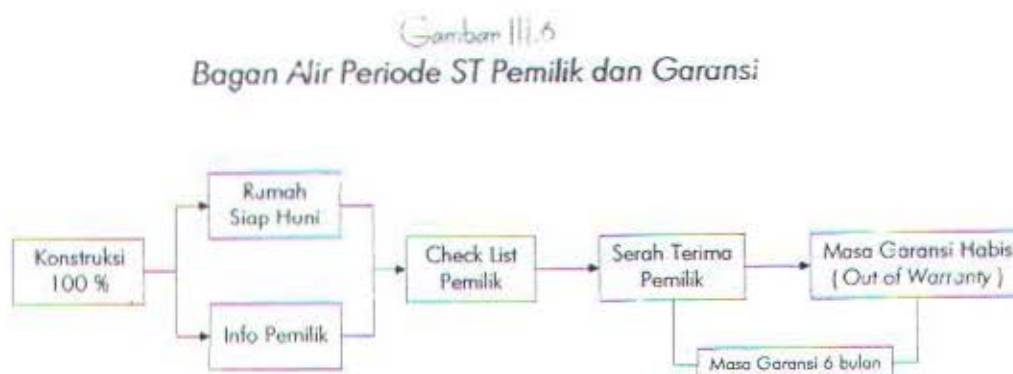 Gambar III.6
Bagan Alir Periode ST Pemilik dan Garansi
Rumah
Siap Huni
Konstruksi
100 %
Info Pemilik
Check List
Pemilik
Serah Terima
Pemilik
Masa Garansi Habis
( Out of Warranty )
Masa Garansi 6 bulan